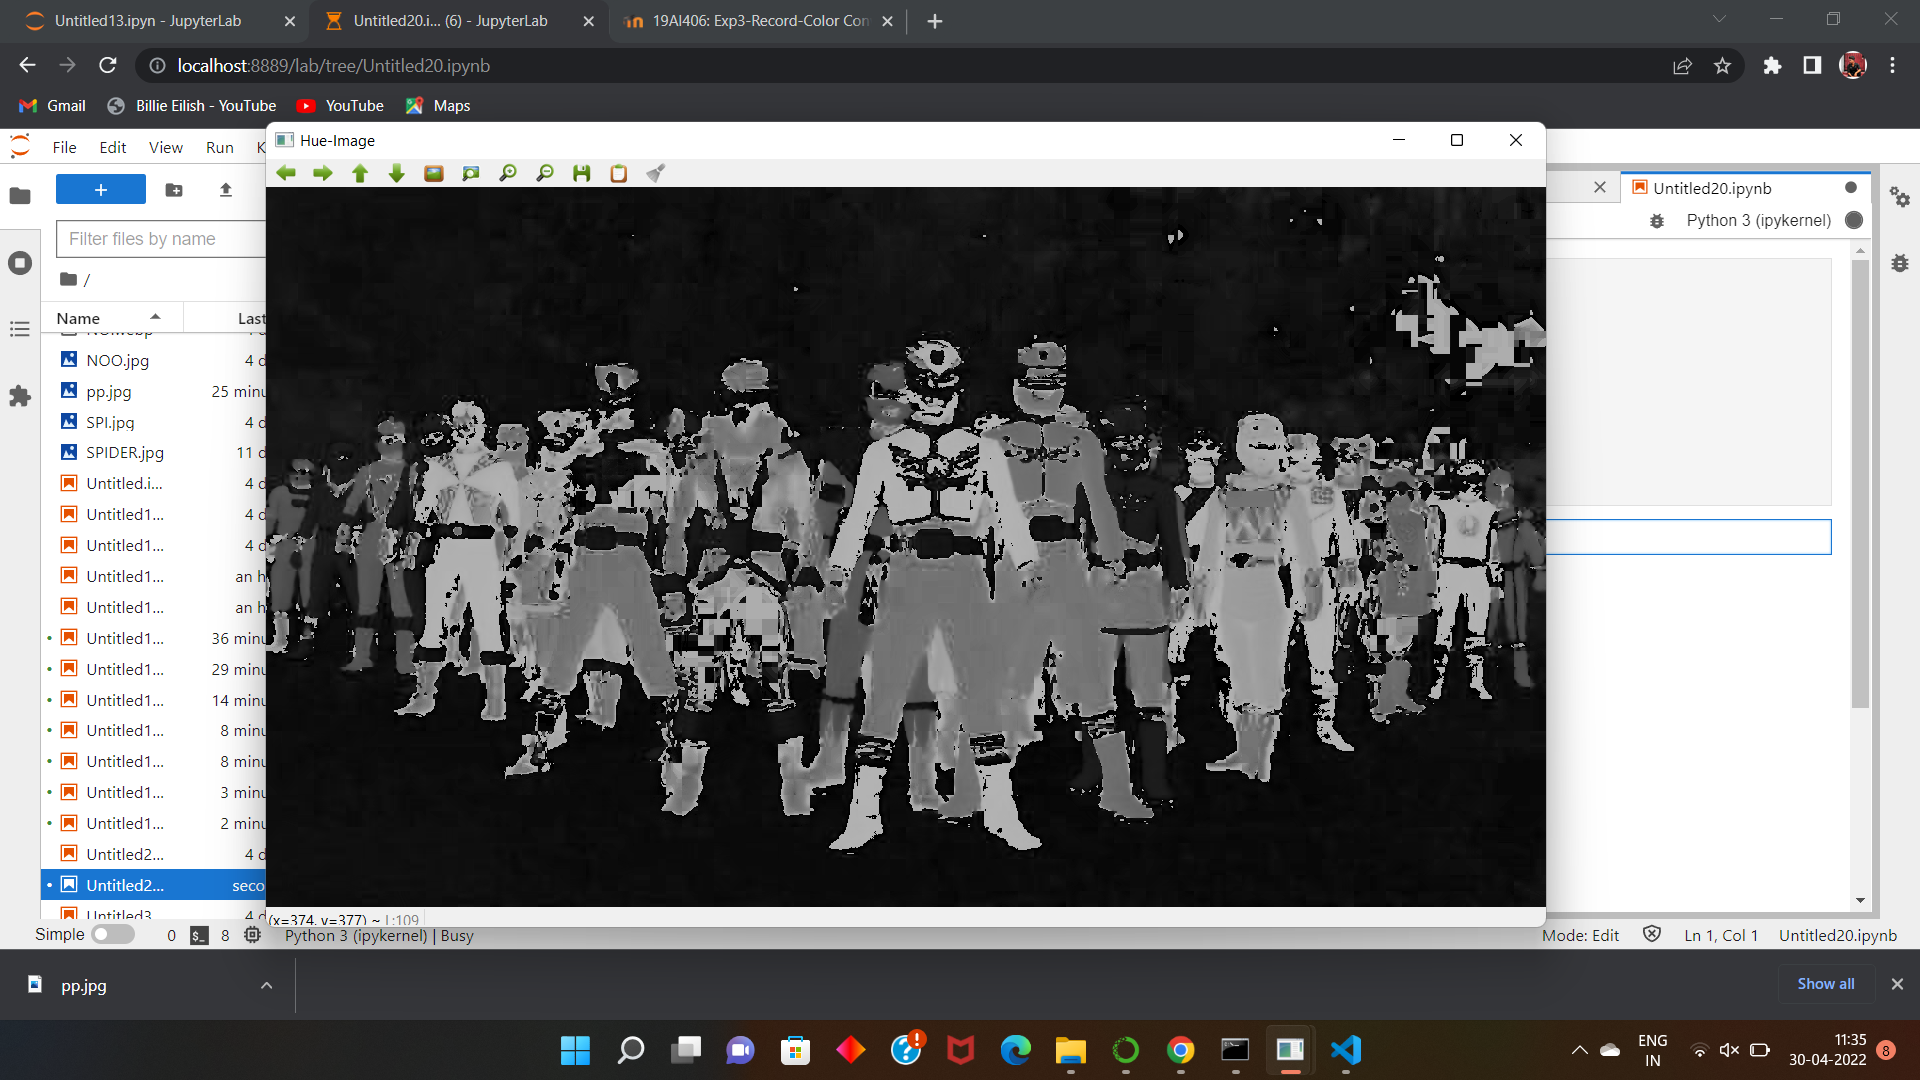 Untitled13.ipyn - JupyterLab
Untitled20.i... (6) - JupyterLab
19AI406: Exp3-Record-Color Con
localhost:8889/lab/tree/Untitled20.ipynb
Gmail
Billie Eilish - YouTube
YouTube
Maps
File Edit View Run K
Hue-Image
Untitled20.ipynb
Python 3 (ipykernel)
Filter files by name
/
Name Last
NOO.jpg 4 d
pp.jpg 25 minu
SPI.jpg 4 d
SPIDER.jpg 11 d
Untitled.i... 4 d
Untitled1... 4 d
Untitled1... 4 d
Untitled1... an h
Untitled1... an h
Untitled1... 36 minu
Untitled1... 29 minu
Untitled1... 14 minu
Untitled1... 8 minu
Untitled1... 8 minu
Untitled1... 3 minu
Untitled1... 2 minu
Untitled2... 4 d
Untitled2... seco
Untitled3 4 d
(x=374, y=377) ~ L:109
Simple 0 $_ 8 Python 3 (ipykernel) | Busy
Mode: Edit Ln 1, Col 1 Untitled20.ipynb
pp.jpg
Show all
ENG
IN
11:35
30-04-2022
8